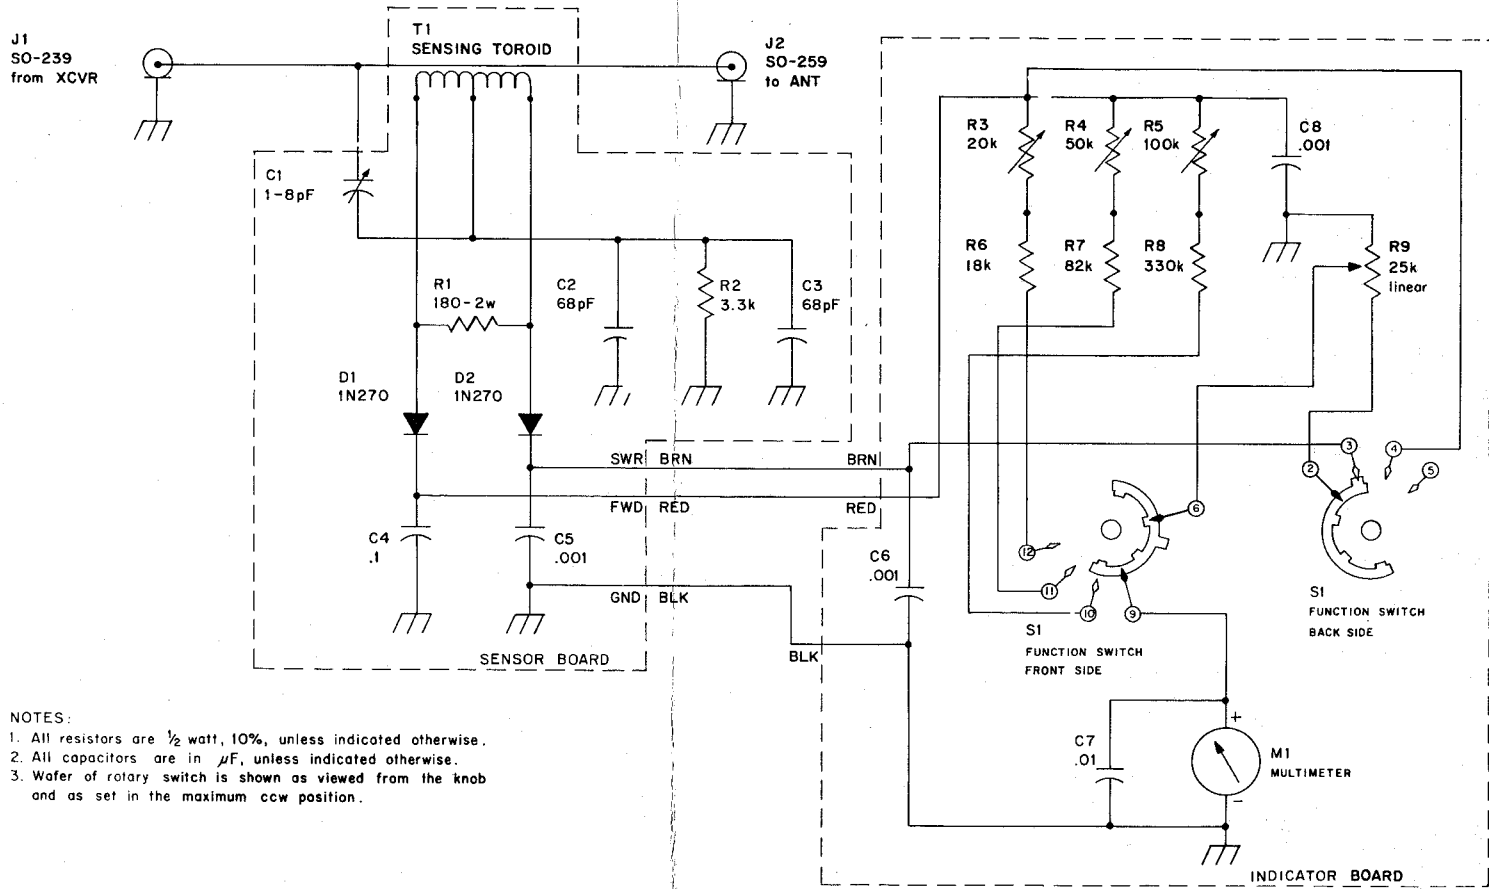 J1
SO-239
from XCVR
T1
SENSING TOROID
J2
SO-259
to ANT
C1
1-8pF
R1
180-2w
C2
68pF
R2
3.3k
C3
68pF
D1
1N270
D2
1N270
SWR BRN
BRN
FWD RED
RED
C4
.1
C5
.001
GND BLK
BLK
SENSOR BOARD
R3
20k
R4
50k
R5
100k
C8
.001
R6
18k
R7
82k
R8
330k
R9
25k
linear
3
4
2
5
6
12
11
10
9
C6
.001
S1
FUNCTION SWITCH
FRONT SIDE
S1
FUNCTION SWITCH
BACK SIDE
C7
.01
+
M1
MULTIMETER
−
INDICATOR BOARD
NOTES:
1. All resistors are ½ watt, 10%, unless indicated otherwise.
2. All capacitors are in µF, unless indicated otherwise.
3. Wafer of rotary switch is shown as viewed from the knob
and as set in the maximum ccw position.